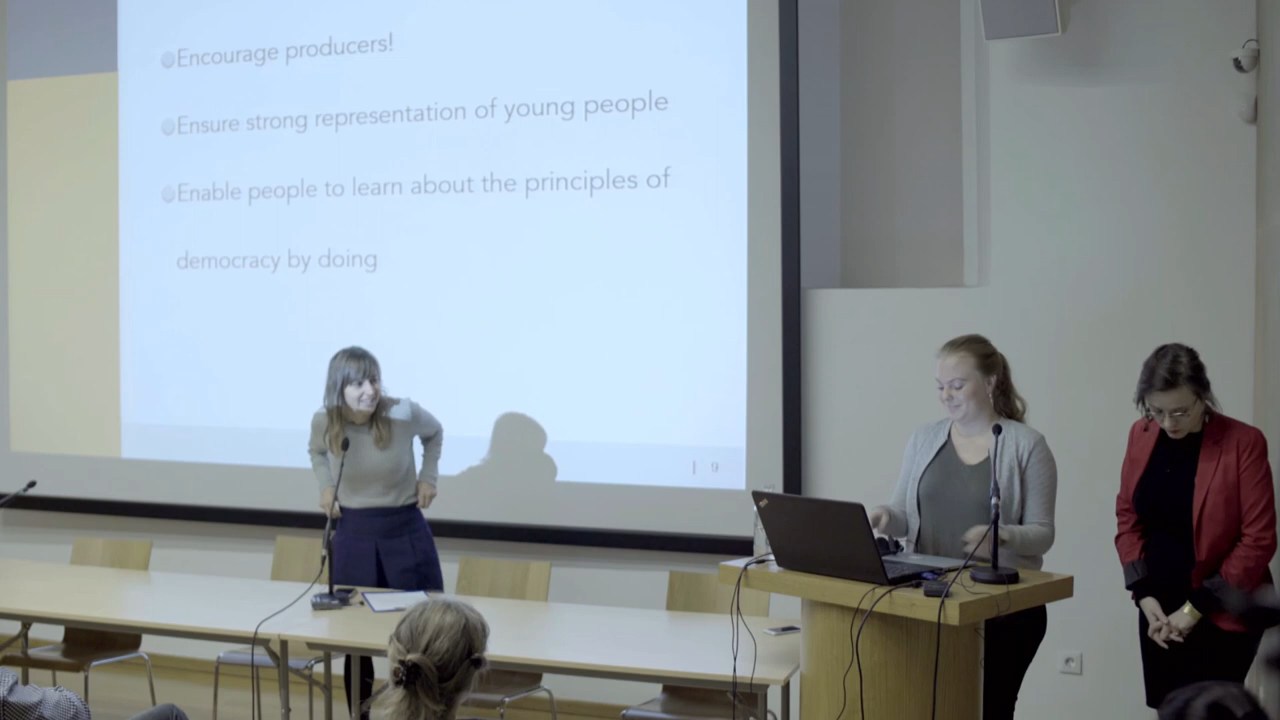 Encourage producers!
Ensure strong representation of young people
Enable people to learn about the principles of
democracy by doing
| 9